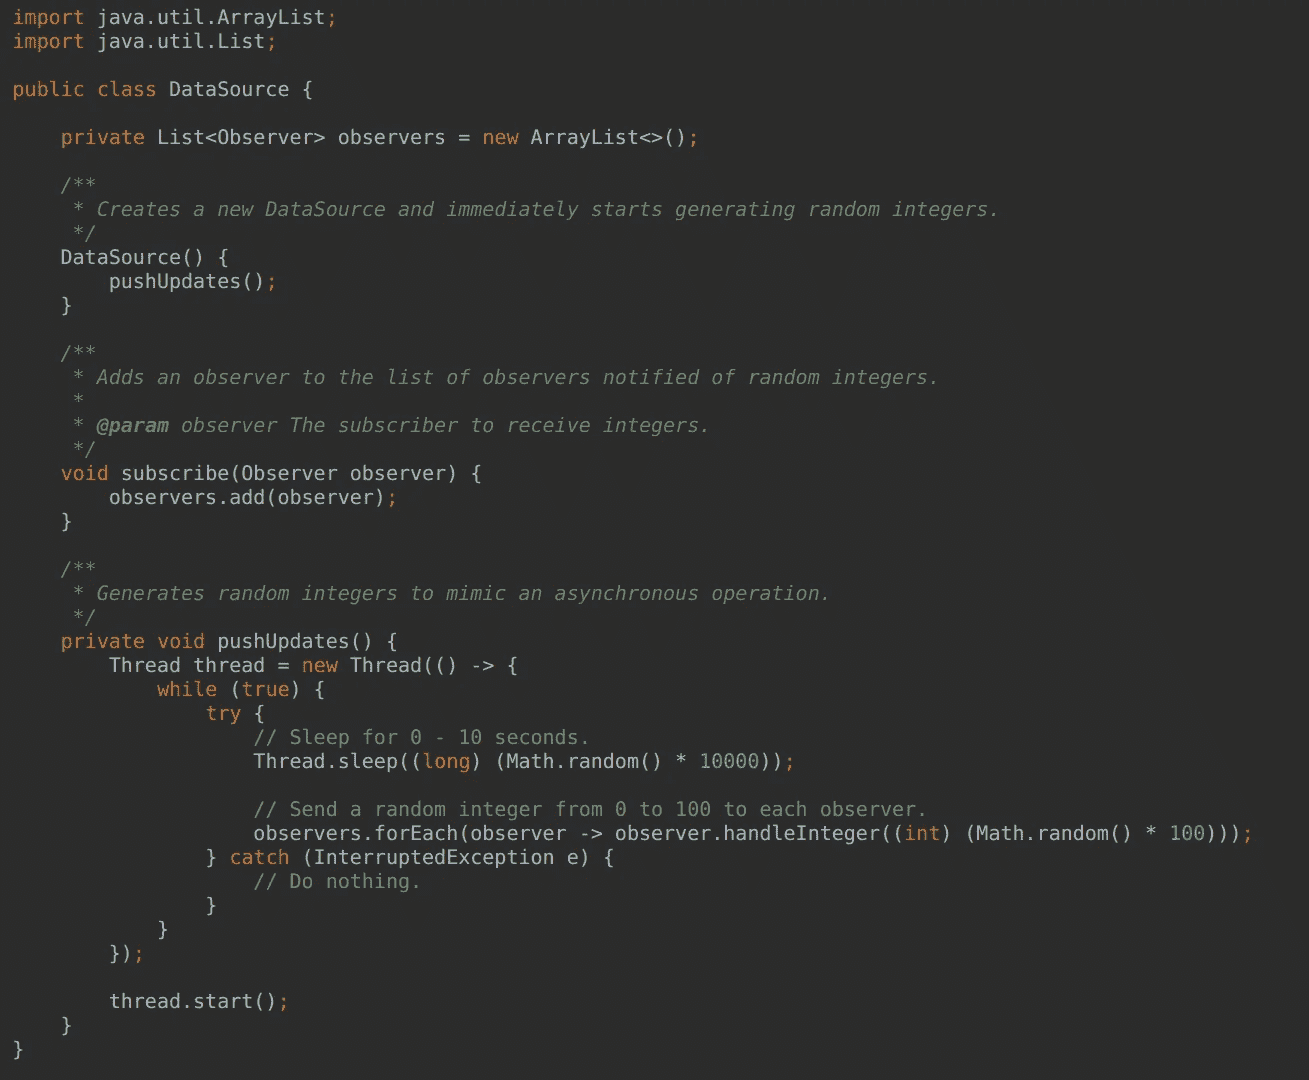 import java.util.ArrayList;
import java.util.List;

public class DataSource {

    private List<Observer> observers = new ArrayList<>();

    /**
     * Creates a new DataSource and immediately starts generating random integers.
     */
    DataSource() {
        pushUpdates();
    }

    /**
     * Adds an observer to the list of observers notified of random integers.
     *
     * @param observer The subscriber to receive integers.
     */
    void subscribe(Observer observer) {
        observers.add(observer);
    }

    /**
     * Generates random integers to mimic an asynchronous operation.
     */
    private void pushUpdates() {
        Thread thread = new Thread(() -> {
            while (true) {
                try {
                    // Sleep for 0 - 10 seconds.
                    Thread.sleep((long) (Math.random() * 10000));

                    // Send a random integer from 0 to 100 to each observer.
                    observers.forEach(observer -> observer.handleInteger((int) (Math.random() * 100)));
                } catch (InterruptedException e) {
                    // Do nothing.
                }
            }
        });

        thread.start();
    }
}